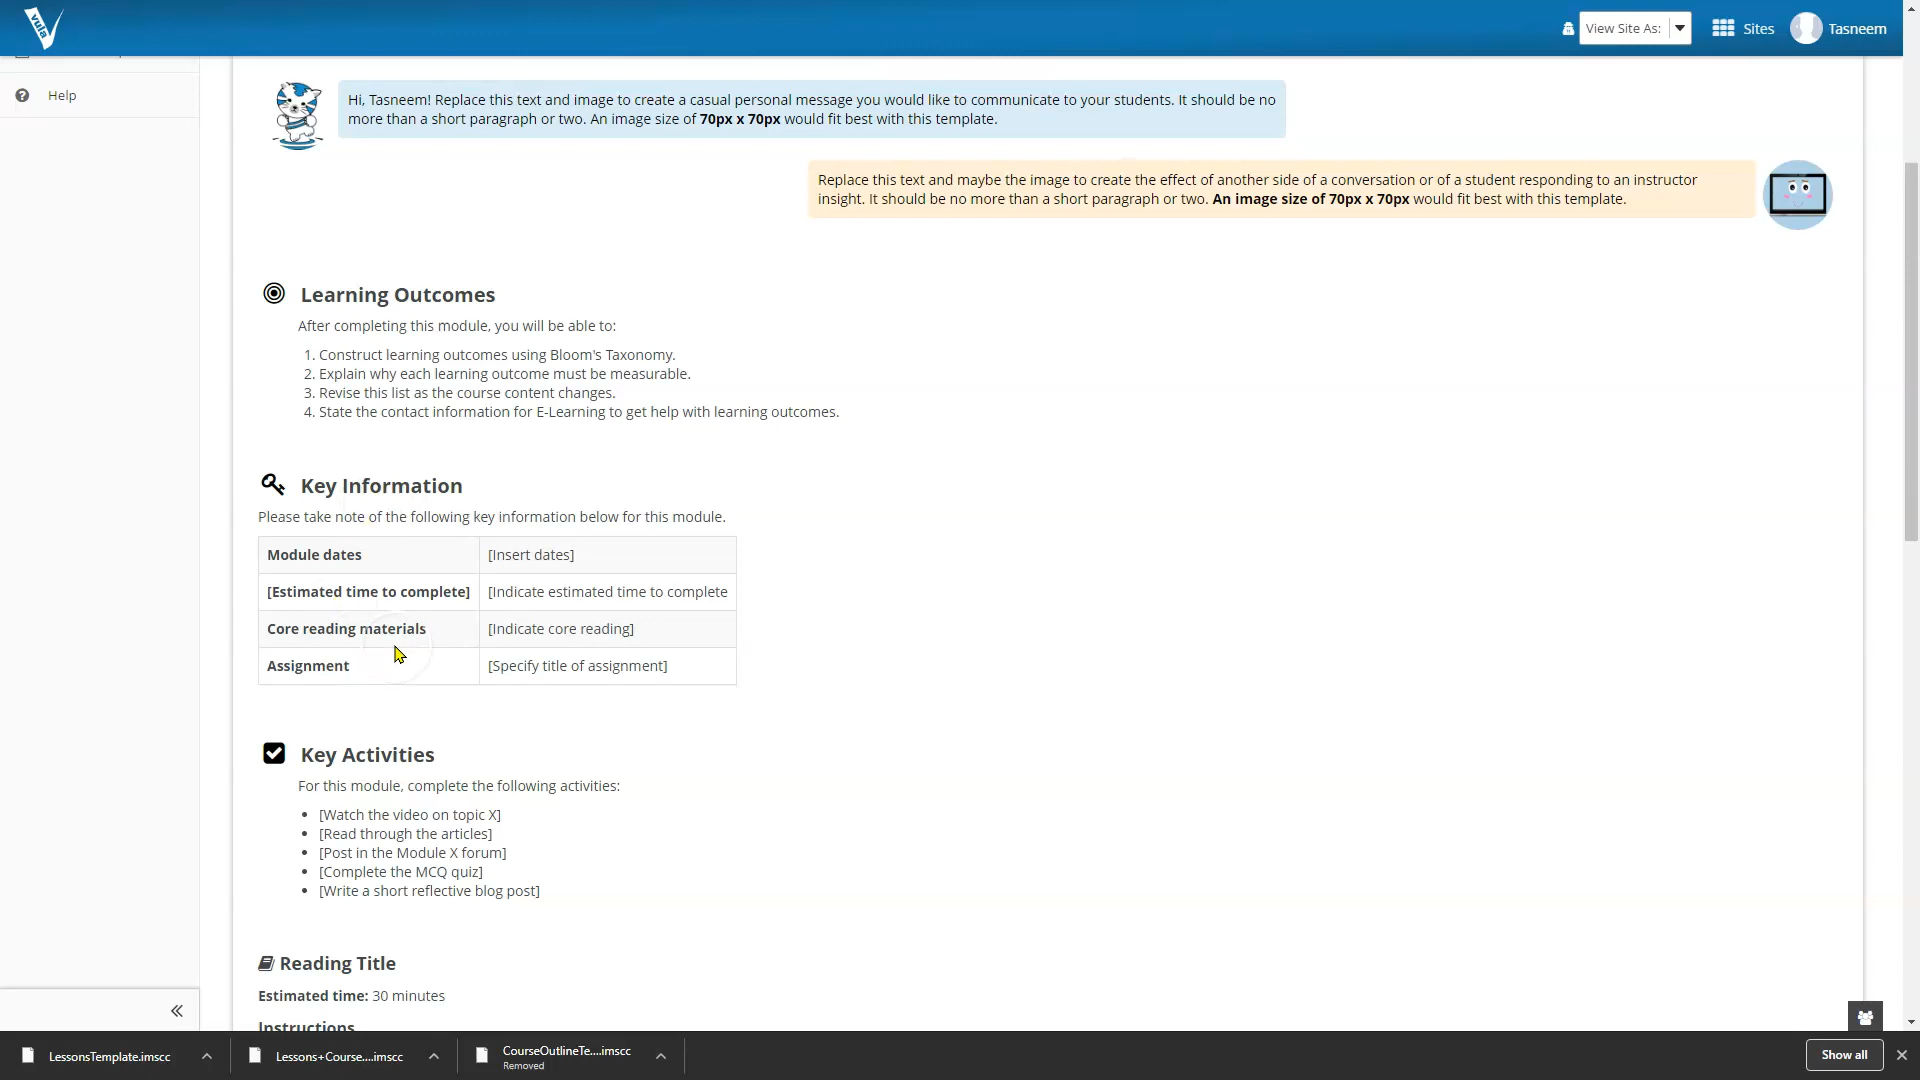 vula
View Site As:
Sites
Tasneem
Help
Hi, Tasneem! Replace this text and image to create a casual personal message you would like to communicate to your students. It should be no
more than a short paragraph or two. An image size of 70px x 70px would fit best with this template.
Replace this text and maybe the image to create the effect of another side of a conversation or of a student responding to an instructor
insight. It should be no more than a short paragraph or two. An image size of 70px x 70px would fit best with this template.
Learning Outcomes
After completing this module, you will be able to:
1. Construct learning outcomes using Bloom's Taxonomy.
2. Explain why each learning outcome must be measurable.
3. Revise this list as the course content changes.
4. State the contact information for E-Learning to get help with learning outcomes.
Key Information
Please take note of the following key information below for this module.
Module dates [Insert dates]
[Estimated time to complete] [Indicate estimated time to complete
Core reading materials [Indicate core reading]
Assignment [Specify title of assignment]
Key Activities
For this module, complete the following activities:
• [Watch the video on topic X]
• [Read through the articles]
• [Post in the Module X forum]
• [Complete the MCQ quiz]
• [Write a short reflective blog post]
Reading Title
Estimated time: 30 minutes
Instructions
LessonsTemplate.imscc
Lessons+Course....imscc
CourseOutlineTe....imscc
Removed
Show all